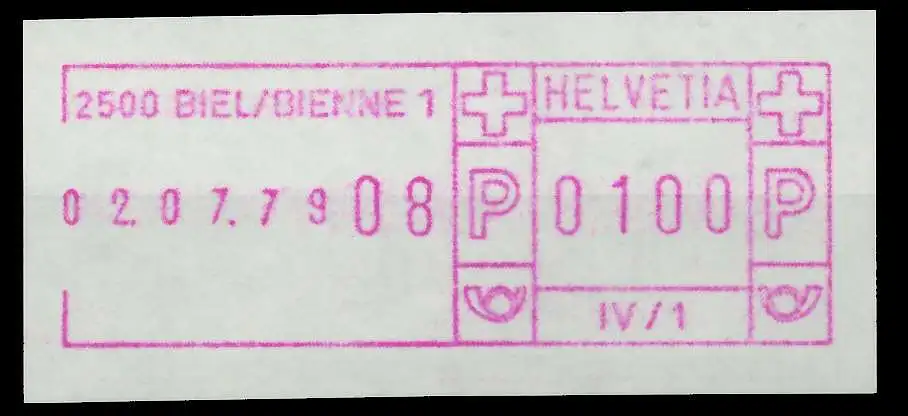 2500 BIEL/BIENNE 1
HELVETIA
02.07.79 08
P 0100 P
IV/1